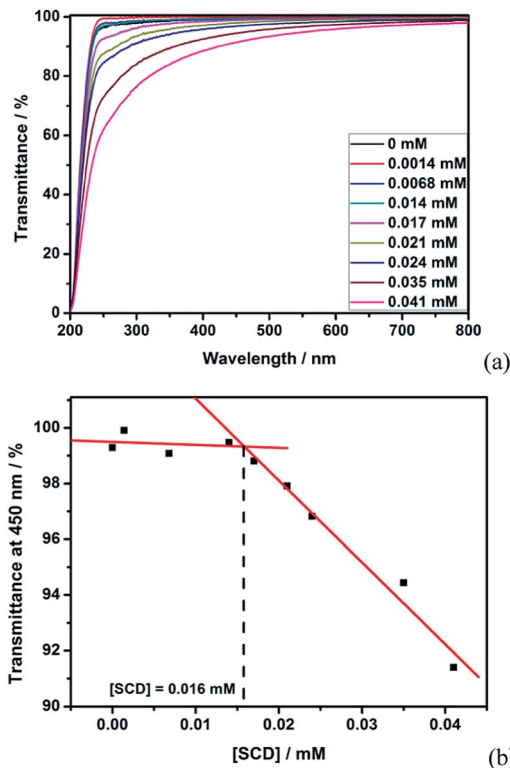 100
80
60
40
20
0
Transmittance / %
0 mM
0.0014 mM
0.0068 mM
0.014 mM
0.017 mM
0.021 mM
0.024 mM
0.035 mM
0.041 mM
200 300 400 500 600 700 800
Wavelength / nm
(a)
100
98
96
94
92
90
Transmittance at 450 nm / %
[SCD] = 0.016 mM
0.00 0.01 0.02 0.03 0.04
[SCD] / mM
(b)